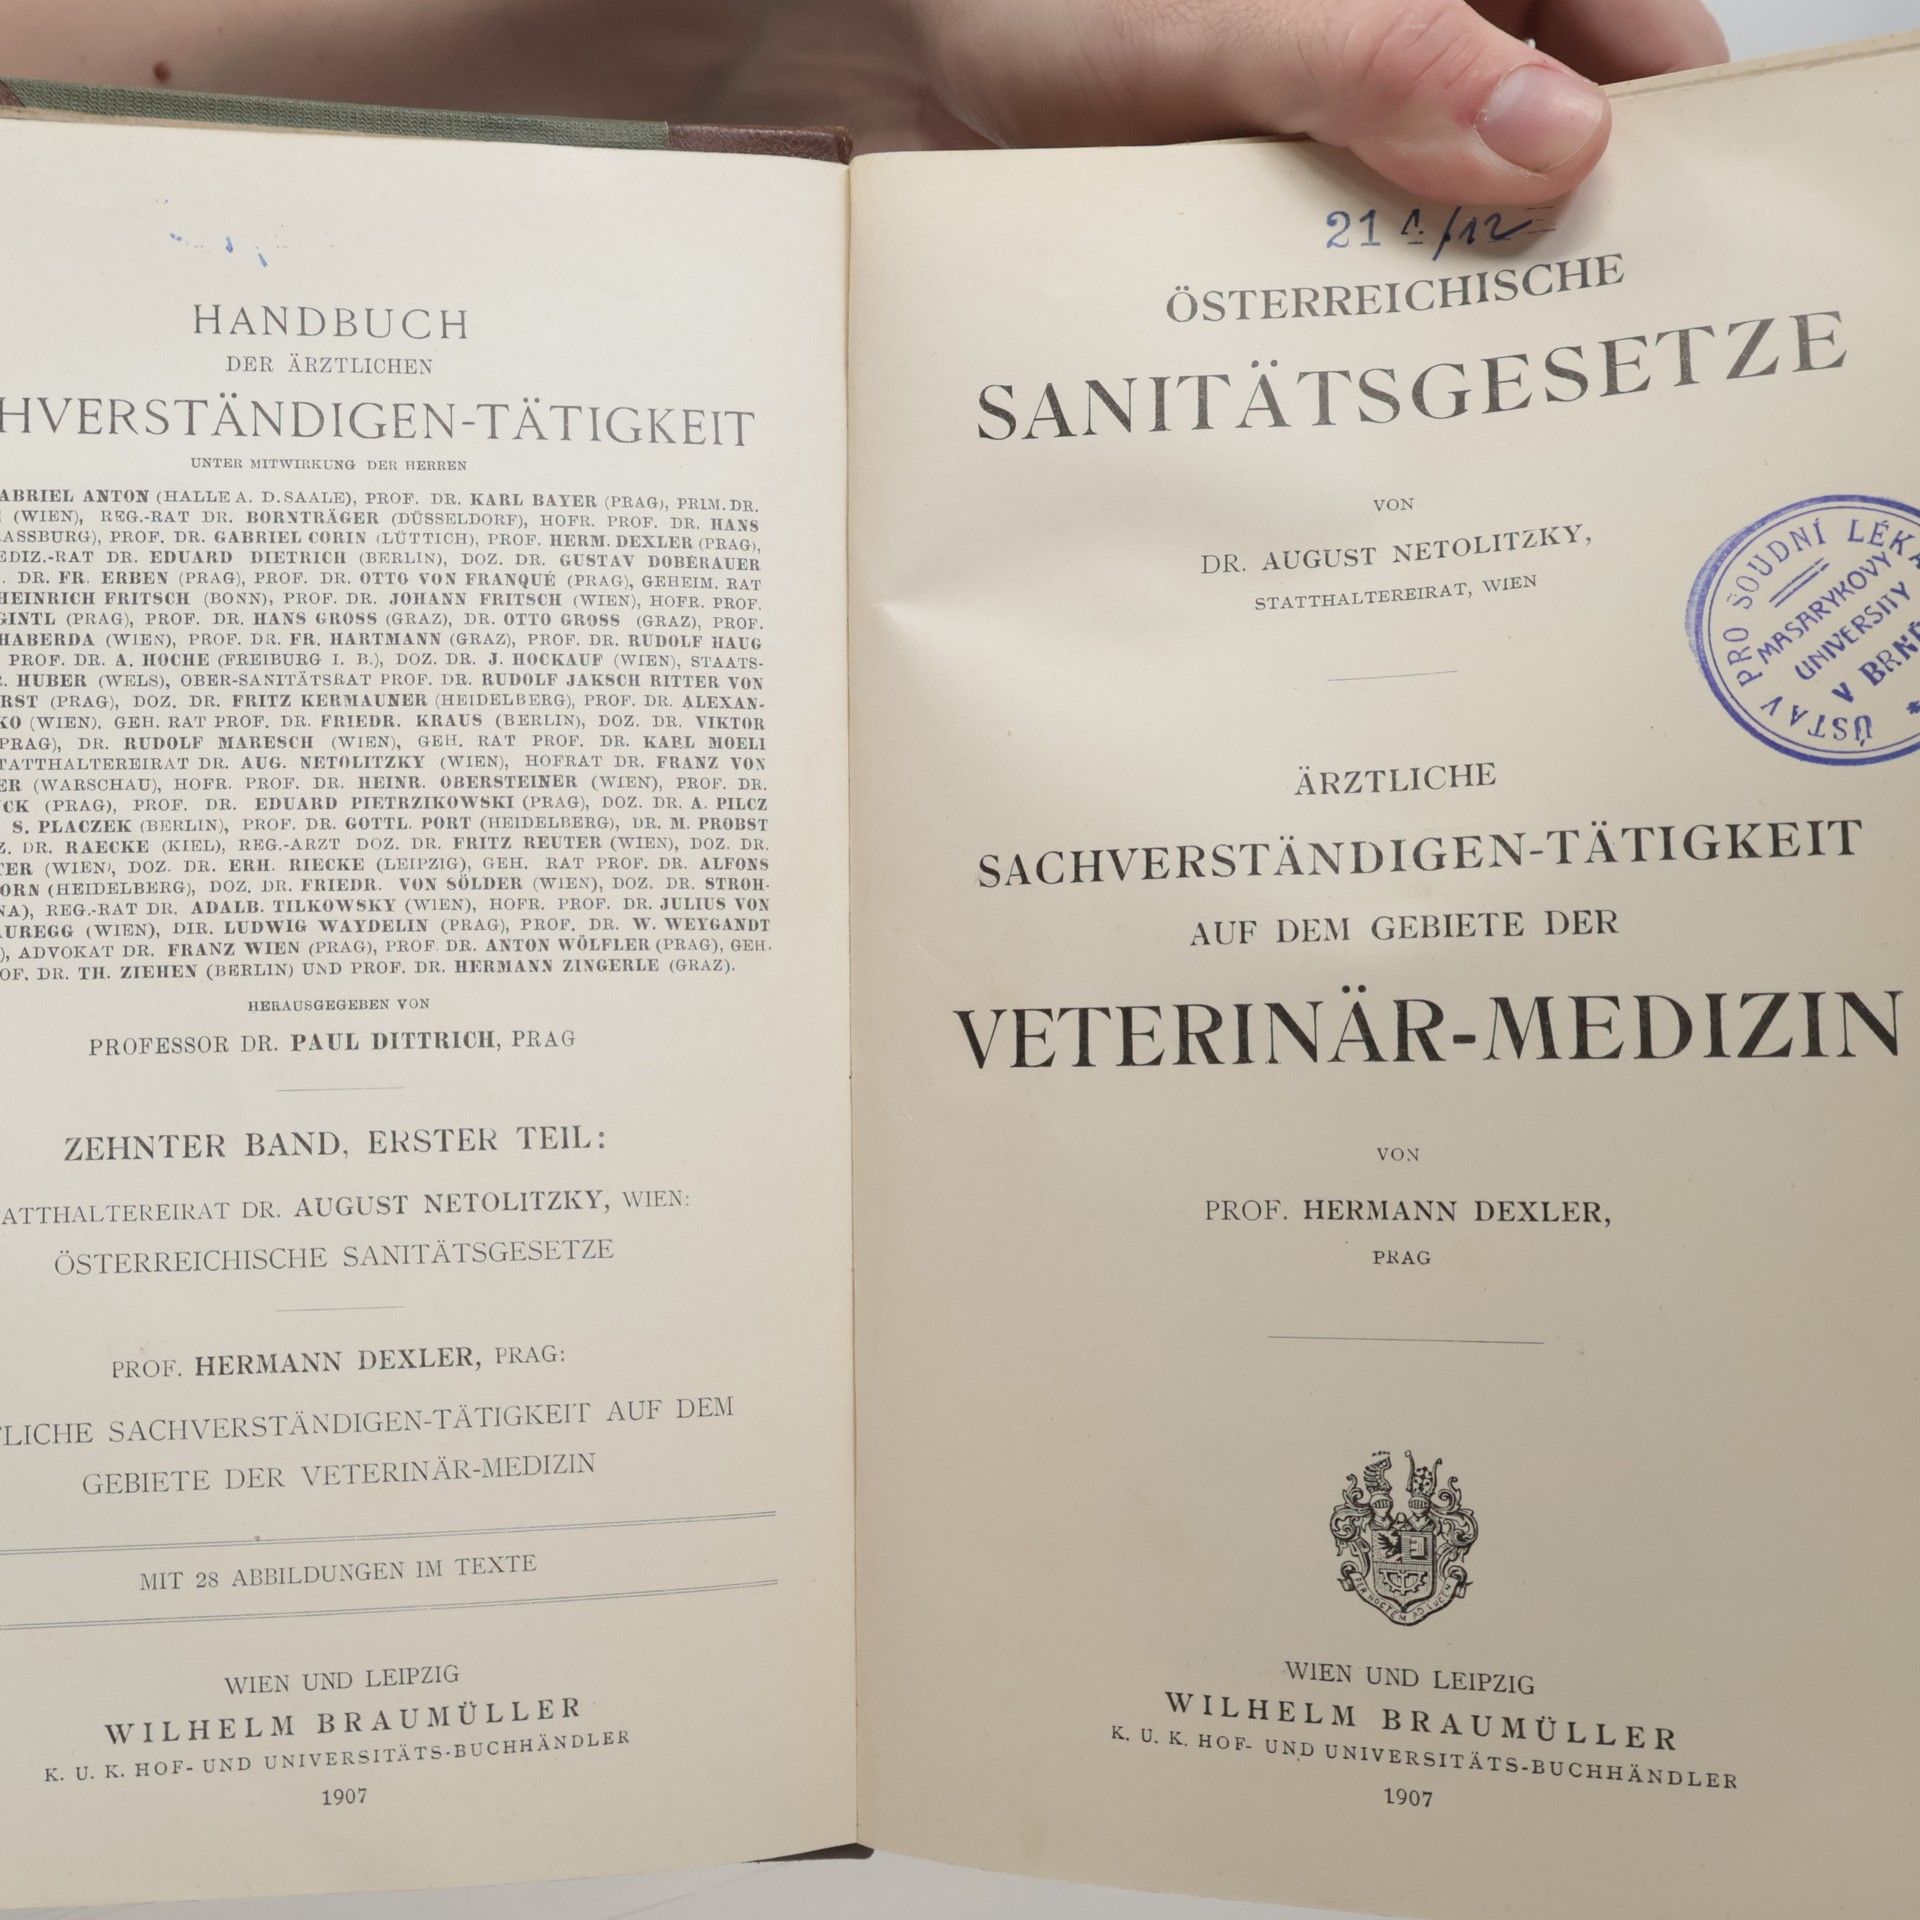 HANDBUCH
DER ÄRZTLICHEN
HVERSTÄNDIGEN-TÄTIGKEIT
UNTER MITWIRKUNG DER HERREN
ABRIEL ANTON (HALLE A. D. SAALE), PROF. DR. KARL BAYER (PRAG), PRIM. DR.
(WIEN), REG.-RAT DR. BORNTRÄGER (DÜSSELDORF), HOFR. PROF. DR. HANS
RASSBURG), PROF. DR. GABRIEL CORIN (LÜTTICH), PROF. HERM. DEXLER (PRAG),
EDIZ.-RAT DR. EDUARD DIETRICH (BERLIN), DOZ. DR. GUSTAV DOBERAUER
. DR. FR. ERBEN (PRAG), PROF. DR. OTTO VON FRANQUÉ (PRAG), GEHEIM. RAT
HEINRICH FRITSCH (BONN), PROF. DR. JOHANN FRITSCH (WIEN), HOFR. PROF.
GINTL (PRAG), PROF. DR. HANS GROSS (GRAZ), DR. OTTO GROSS (GRAZ), PROF.
HABERDA (WIEN), PROF. DR. FR. HARTMANN (GRAZ), PROF. DR. RUDOLF HAUG
PROF. DR. A. HOCHE (FREIBURG I. B.), DOZ. DR. J. HOCKAUF (WIEN), STAATS-
R. HUBER (WELS), OBER-SANITÄTSRAT PROF. DR. RUDOLF JAKSCH RITTER VON
RST (PRAG), DOZ. DR. FRITZ KERMAUNER (HEIDELBERG), PROF. DR. ALEXAN-
KO (WIEN), GEH. RAT PROF. DR. FRIEDR. KRAUS (BERLIN), DOZ. DR. VIKTOR
PRAG), DR. RUDOLF MARESCH (WIEN), GEH. RAT PROF. DR. KARL MOELI
TATTHALTEREIRAT DR. AUG. NETOLITZKY (WIEN), HOFRAT DR. FRANZ VON
ER (WARSCHAU), HOFR. PROF. DR. HEINR. OBERSTEINER (WIEN), PROF. DR.
CK (PRAG), PROF. DR. EDUARD PIETRZIKOWSKI (PRAG), DOZ. DR. A. PILCZ
S. PLACZEK (BERLIN), PROF. DR. GOTTL. PORT (HEIDELBERG), DR. M. PROBST
Z. DR. RAECKE (KIEL), REG.-ARZT DOZ. DR. FRITZ REUTER (WIEN), DOZ. DR.
TER (WIEN), DOZ. DR. ERH. RIECKE (LEIPZIG), GEH. RAT PROF. DR. ALFONS
ORN (HEIDELBERG), DOZ. DR. FRIEDR. VON SÖLDER (WIEN), DOZ. DR. STROH-
NA), REG.-RAT DR. ADALB. TILKOWSKY (WIEN), HOFR. PROF. DR. JULIUS VON
AUREGG (WIEN), DIR. LUDWIG WAYDELIN (PRAG), PROF. DR. W. WEYGANDT
), ADVOKAT DR. FRANZ WIEN (PRAG), PROF. DR. ANTON WÖLFLER (PRAG), GEH.
OF. DR. TH. ZIEHEN (BERLIN) UND PROF. DR. HERMANN ZINGERLE (GRAZ).
HERAUSGEGEBEN VON
PROFESSOR DR. PAUL DITTRICH, PRAG
ZEHNTER BAND, ERSTER TEIL:
ATTHALTEREIRAT DR. AUGUST NETOLITZKY, WIEN:
ÖSTERREICHISCHE SANITÄTSGESETZE
PROF. HERMANN DEXLER, PRAG:
TLICHE SACHVERSTÄNDIGEN-TÄTIGKEIT AUF DEM
GEBIETE DER VETERINÄR-MEDIZIN
MIT 28 ABBILDUNGEN IM TEXTE
WIEN UND LEIPZIG
WILHELM BRAUMÜLLER
K. U. K. HOF- UND UNIVERSITÄTS-BUCHHÄNDLER
1907
21 1/12
ÖSTERREICHISCHE
SANITÄTSGESETZE
VON
DR. AUGUST NETOLITZKY,
STATTHALTEREIRAT, WIEN
ÚSTAV PRO SOUDNÍ LÉKA
MASARYKOVY
UNIVERSITY
V BRNĚ
*
ÄRZTLICHE
SACHVERSTÄNDIGEN-TÄTIGKEIT
AUF DEM GEBIETE DER
VETERINÄR-MEDIZIN
VON
PROF. HERMANN DEXLER,
PRAG
PER NOCTEM AD LUCEM
WIEN UND LEIPZIG
WILHELM BRAUMÜLLER
K. U. K. HOF- UND UNIVERSITÄTS-BUCHHÄNDLER
1907